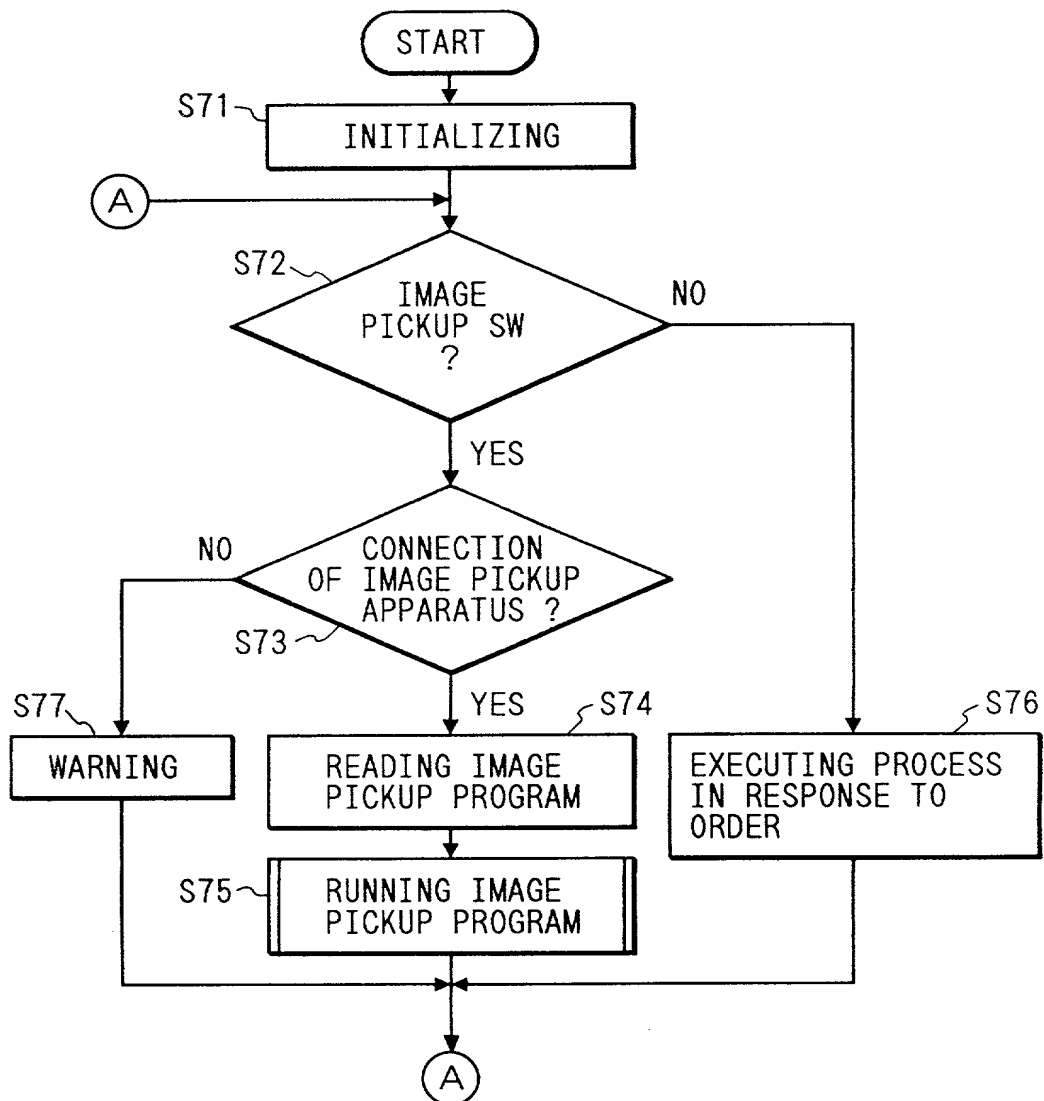 START
S71
INITIALIZING
A
S72
IMAGE
PICKUP SW
?
NO
YES
NO
CONNECTION
OF IMAGE PICKUP
APPARATUS ?
S73
YES
S77
WARNING
S74
READING IMAGE
PICKUP PROGRAM
S76
EXECUTING PROCESS
IN RESPONSE TO
ORDER
S75
RUNNING IMAGE
PICKUP PROGRAM
A